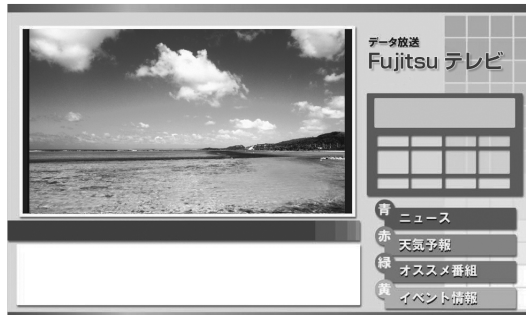 データ放送
Fujitsu テレビ
青 ニュース
赤 天気予報
緑 オススメ番組
黄 イベント情報